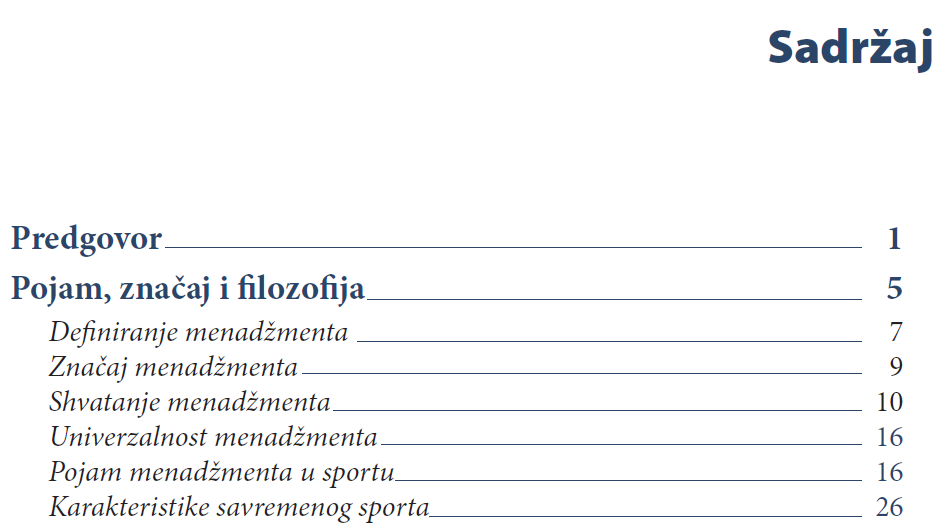 Sadržaj
Predgovor 1
Pojam, značaj i filozofija 5
Definiranje menadžmenta 7
Značaj menadžmenta 9
Shvatanje menadžmenta 10
Univerzalnost menadžmenta 16
Pojam menadžmenta u sportu 16
Karakteristike savremenog sporta 26